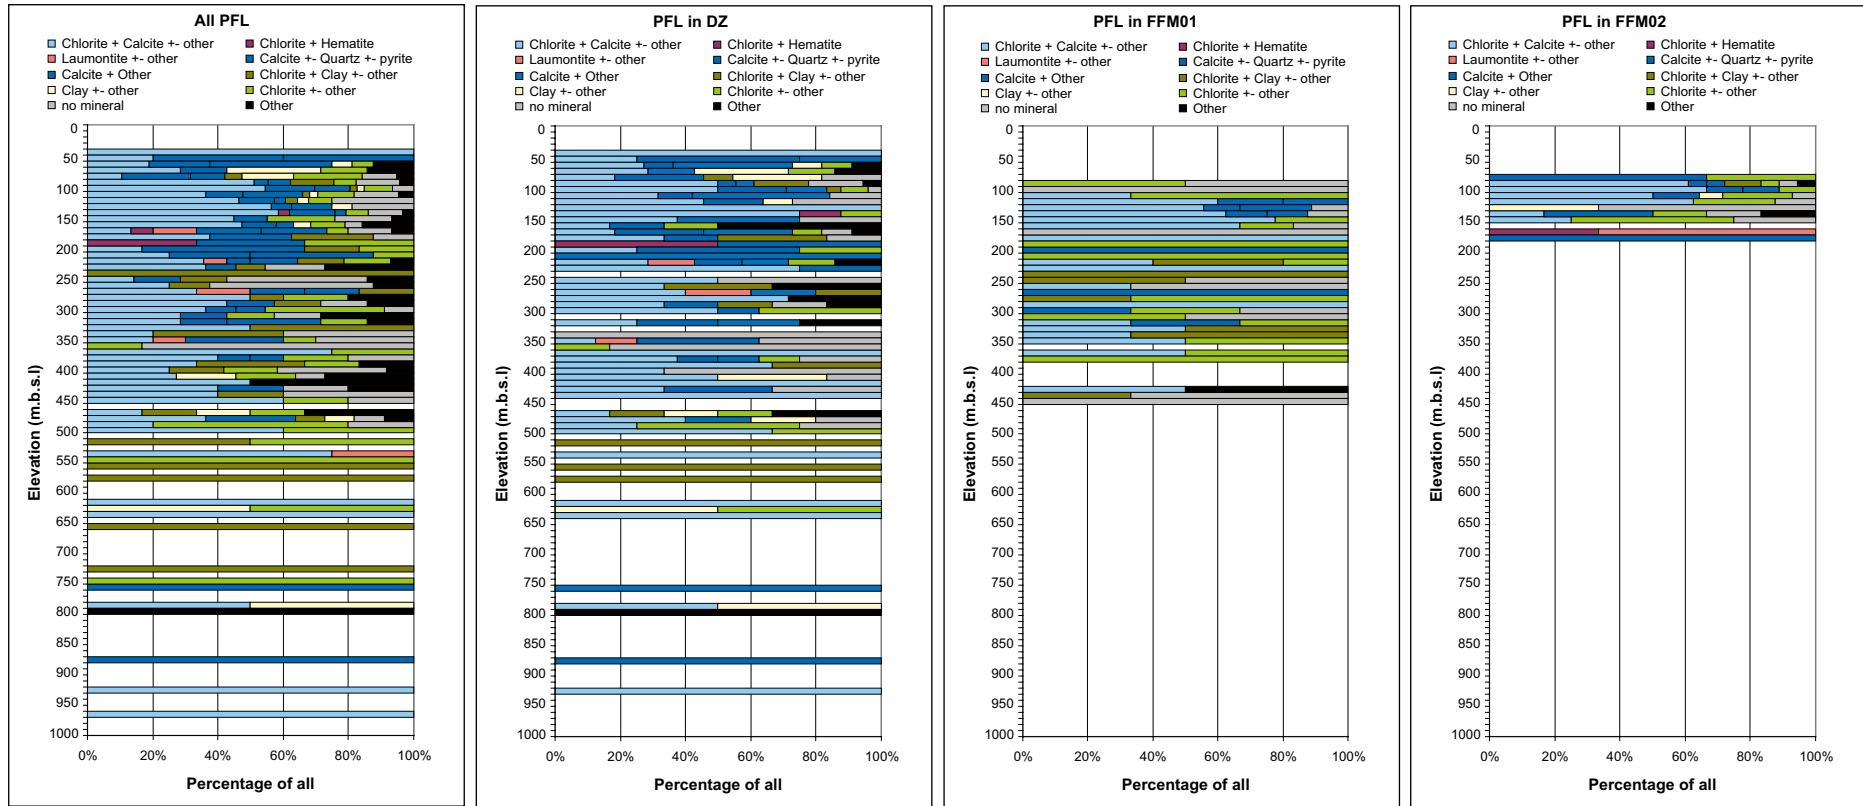 All PFL
Chlorite + Calcite +- other
Chlorite + Hematite
Laumontite +- other
Calcite +- Quartz +- pyrite
Calcite + Other
Chlorite + Clay +- other
Clay +- other
Chlorite +- other
no mineral
Other
Elevation (m.b.s.l)
0
50
100
150
200
250
300
350
400
450
500
550
600
650
700
750
800
850
900
950
1000
0% 20% 40% 60% 80% 100%
Percentage of all
PFL in DZ
Chlorite + Calcite +- other
Chlorite + Hematite
Laumontite +- other
Calcite +- Quartz +- pyrite
Calcite + Other
Chlorite + Clay +- other
Clay +- other
Chlorite +- other
no mineral
Other
Elevation (m.b.s.l)
0
50
100
150
200
250
300
350
400
450
500
550
600
650
700
750
800
850
900
950
1000
0% 20% 40% 60% 80% 100%
Percentage of all
PFL in FFM01
Chlorite + Calcite +- other
Chlorite + Hematite
Laumontite +- other
Calcite +- Quartz +- pyrite
Calcite + Other
Chlorite + Clay +- other
Clay +- other
Chlorite +- other
no mineral
Other
Elevation (m.b.s.l)
0
50
100
150
200
250
300
350
400
450
500
550
600
650
700
750
800
850
900
950
1000
0% 20% 40% 60% 80% 100%
Percentage of all
PFL in FFM02
Chlorite + Calcite +- other
Chlorite + Hematite
Laumontite +- other
Calcite +- Quartz +- pyrite
Calcite + Other
Chlorite + Clay +- other
Clay +- other
Chlorite +- other
no mineral
Other
Elevation (m.b.s.l)
0
50
100
150
200
250
300
350
400
450
500
550
600
650
700
750
800
850
900
950
1000
0% 20% 40% 60% 80% 100%
Percentage of all